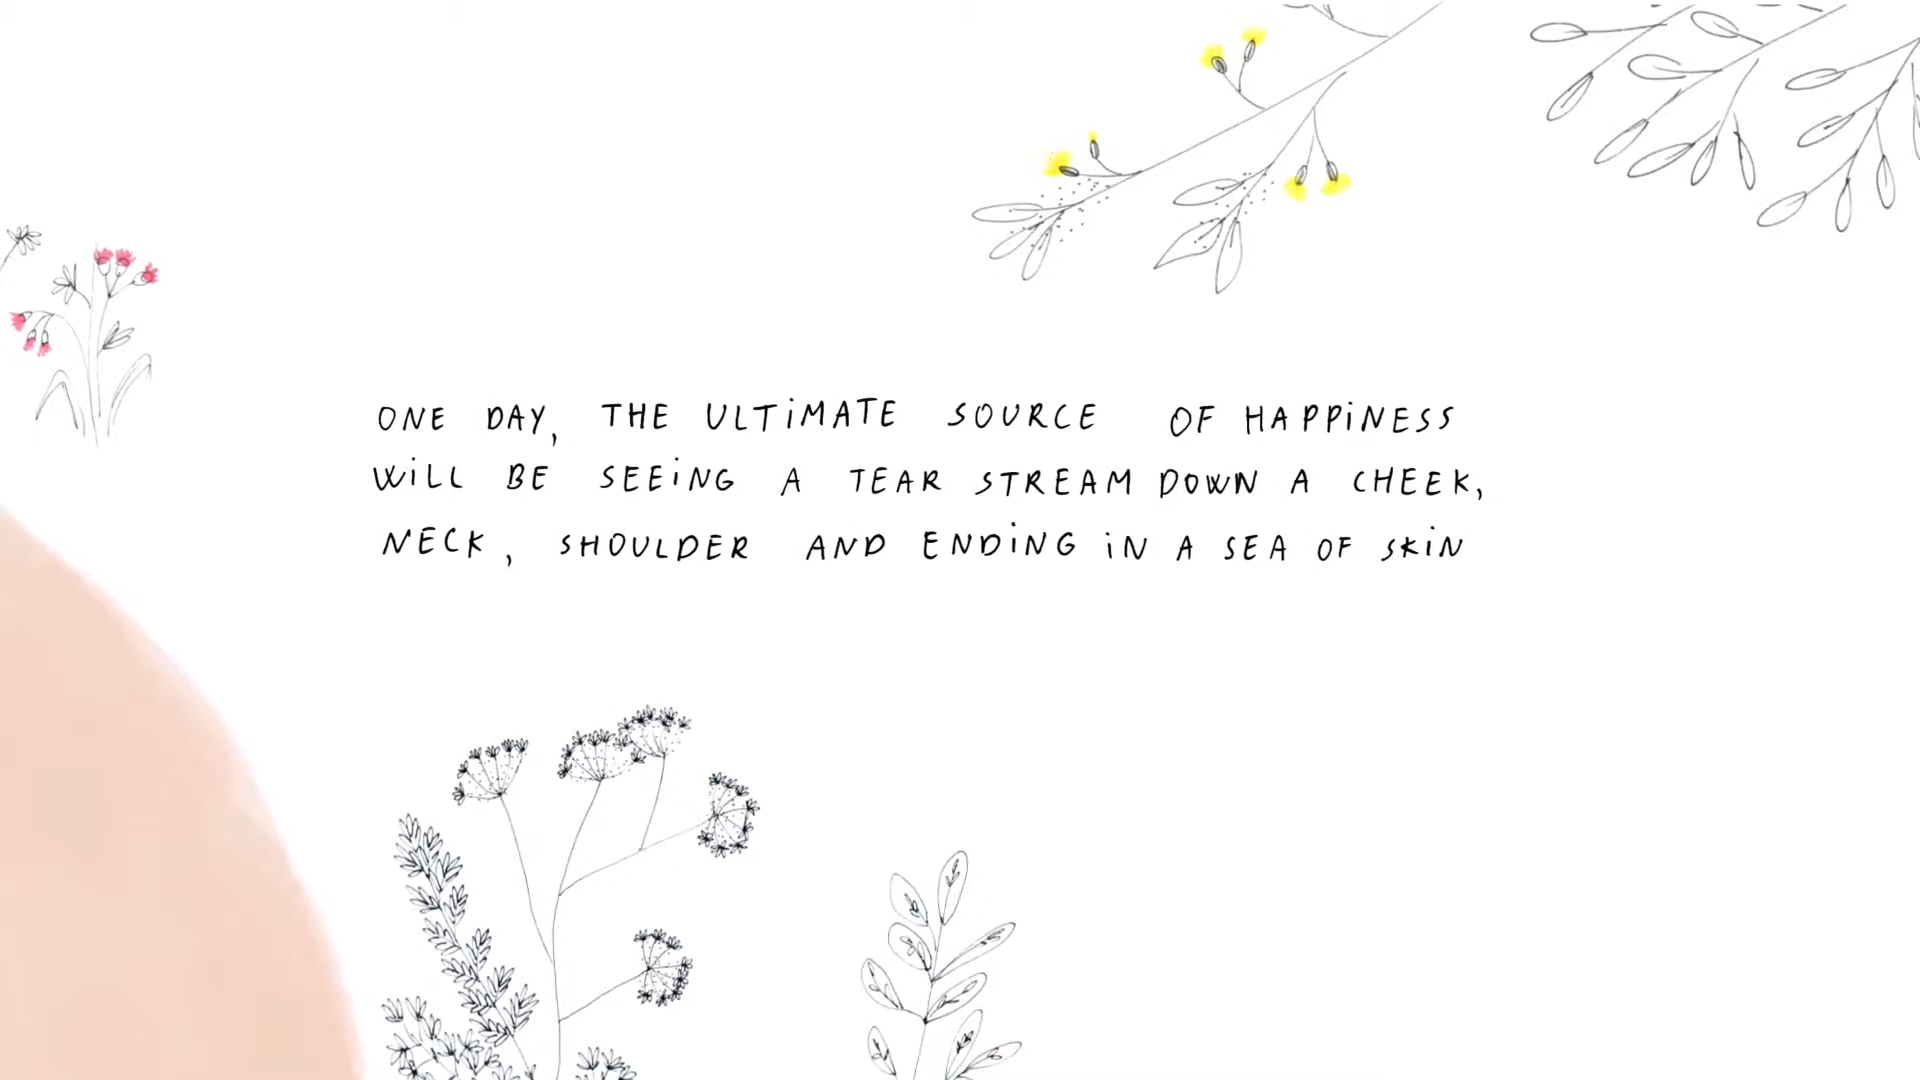 ONE DAY, THE ULTiMATE SOURCE OF HAPPiNESS
WiLL BE SEEiNG A TEAR STREAM DOWN A CHEEK,
NECK, SHOULDER AND ENDiNG iN A SEA OF SKiN